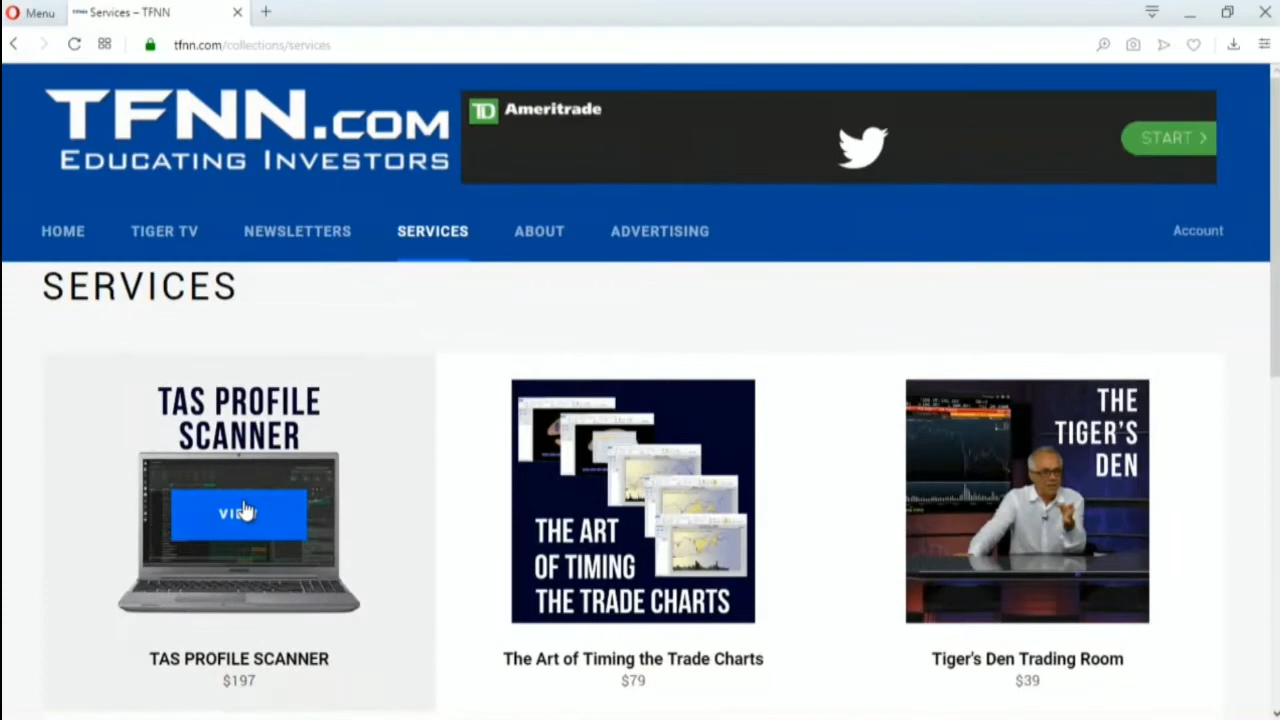 Menu
Services – TFNN
tfnn.com/collections/services
TFNN.COM
EDUCATING INVESTORS
TD Ameritrade
START >
HOME
TIGER TV
NEWSLETTERS
SERVICES
ABOUT
ADVERTISING
Account
SERVICES
TAS PROFILE
SCANNER
TAS PROFILE SCANNER
$197
THE ART
OF TIMING
THE TRADE CHARTS
The Art of Timing the Trade Charts
$79
THE
TIGER'S
DEN
Tiger's Den Trading Room
$39